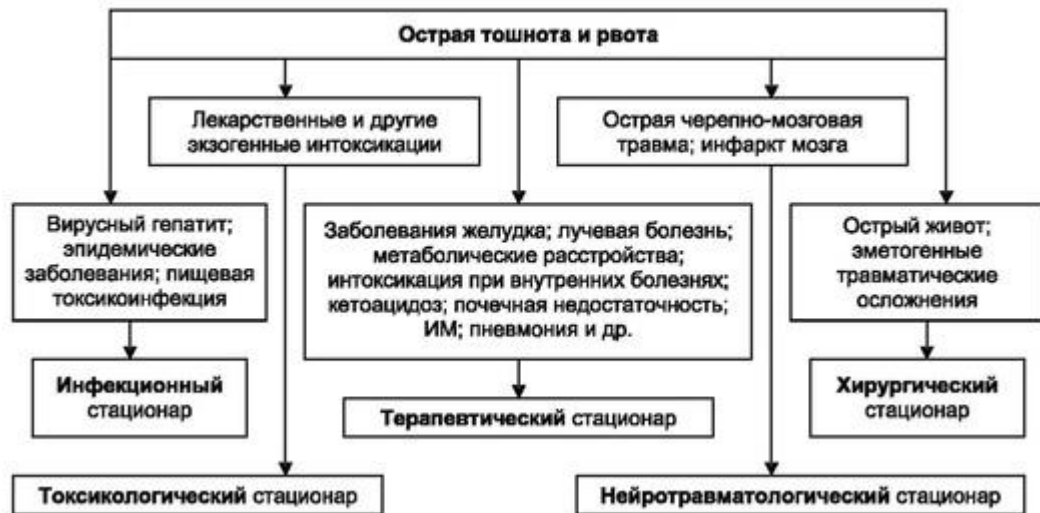 Острая тошнота и рвота
Лекарственные и другие
экзогенные интоксикации
Острая черепно-мозговая
травма; инфаркт мозга
Вирусный гепатит;
эпидемические
заболевания; пищевая
токсикоинфекция
Заболевания желудка; лучевая болезнь;
метаболические расстройства;
интоксикация при внутренних болезнях;
кетоацидоз; почечная недостаточность;
ИМ; пневмония и др.
Острый живот;
эметогенные
травматические
осложнения
Инфекционный
стационар
Терапевтический стационар
Хирургический
стационар
Токсикологический стационар
Нейротравматологический стационар